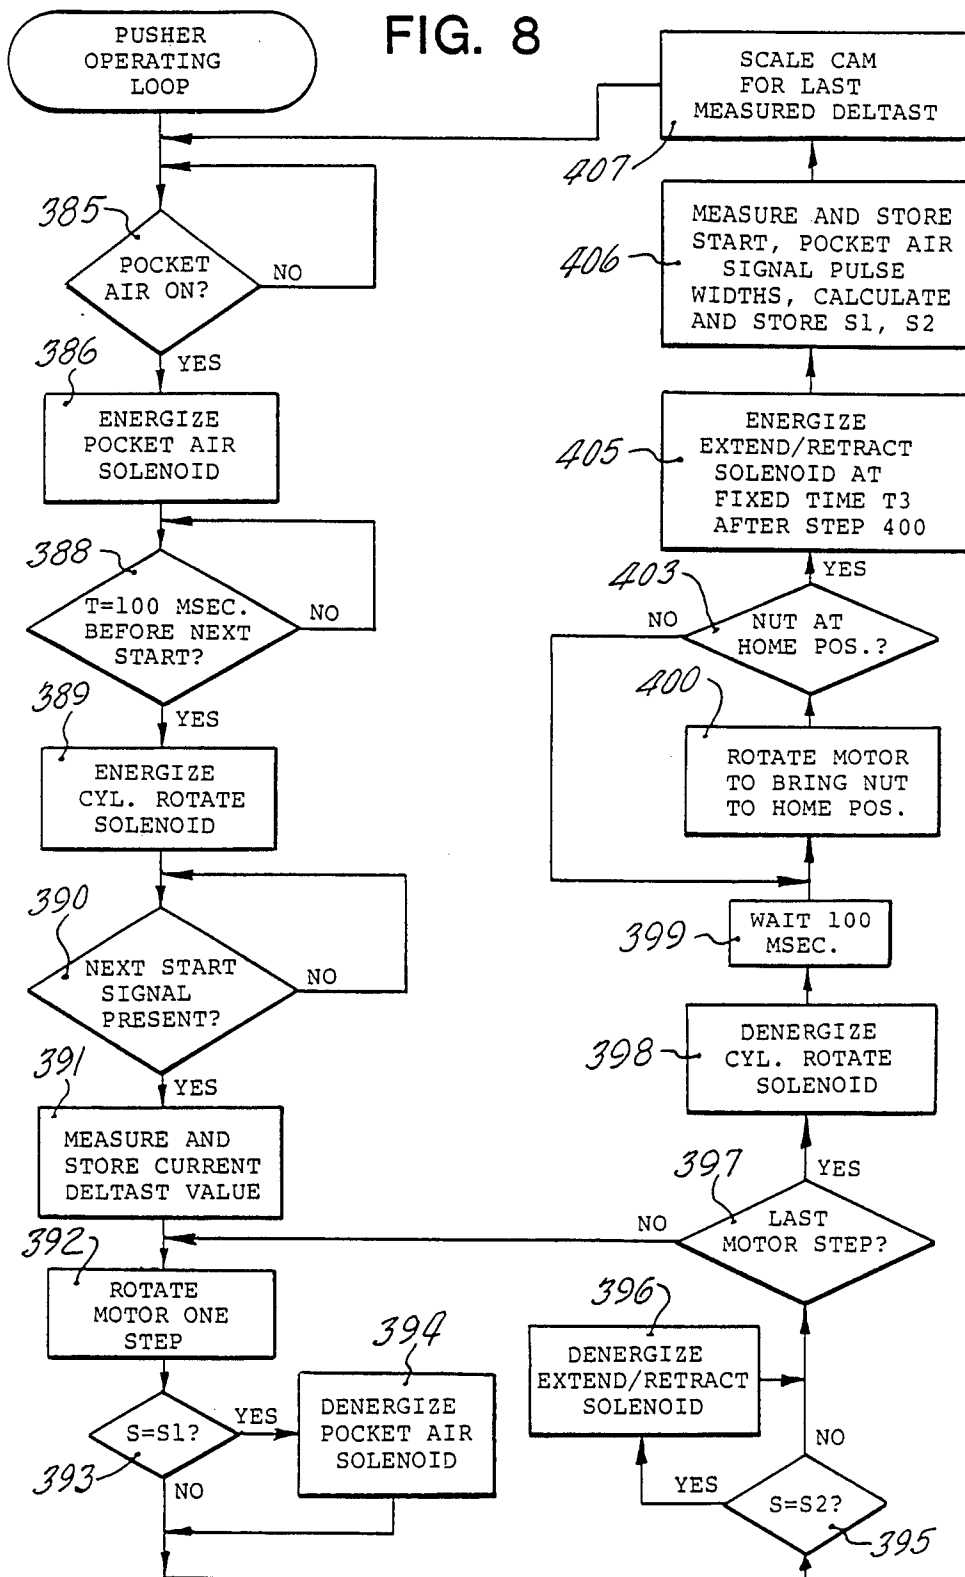 FIG. 8
PUSHER
OPERATING
LOOP
385
POCKET
AIR ON?
NO
YES
386
ENERGIZE
POCKET AIR
SOLENOID
388
T=100 MSEC.
BEFORE NEXT
START?
NO
YES
389
ENERGIZE
CYL. ROTATE
SOLENOID
390
NEXT START
SIGNAL
PRESENT?
NO
YES
391
MEASURE AND
STORE CURRENT
DELTAST VALUE
392
ROTATE
MOTOR ONE
STEP
393
S=S1?
YES
NO
394
DENERGIZE
POCKET AIR
SOLENOID
395
S=S2?
YES
NO
396
DENERGIZE
EXTEND/RETRACT
SOLENOID
397
LAST
MOTOR STEP?
NO
YES
398
DENERGIZE
CYL. ROTATE
SOLENOID
399
WAIT 100
MSEC.
400
ROTATE MOTOR
TO BRING NUT
TO HOME POS.
403
NUT AT
HOME POS.?
NO
YES
405
ENERGIZE
EXTEND/RETRACT
SOLENOID AT
FIXED TIME T3
AFTER STEP 400
406
MEASURE AND STORE
START, POCKET AIR
SIGNAL PULSE
WIDTHS, CALCULATE
AND STORE S1, S2
407
SCALE CAM
FOR LAST
MEASURED DELTAST